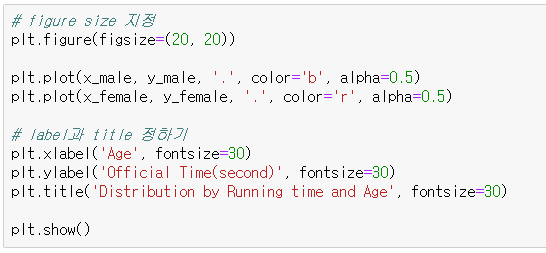 # figure size 지정
plt.figure(figsize=(20, 20))
plt.plot(x_male, y_male, '.', color='b', alpha=0.5)
plt.plot(x_female, y_female, '.', color='r', alpha=0.5)
# label과 title 정하기
plt.xlabel('Age', fontsize=30)
plt.ylabel('Official Time(second)', fontsize=30)
plt.title('Distribution by Running time and Age', fontsize=30)
plt.show()